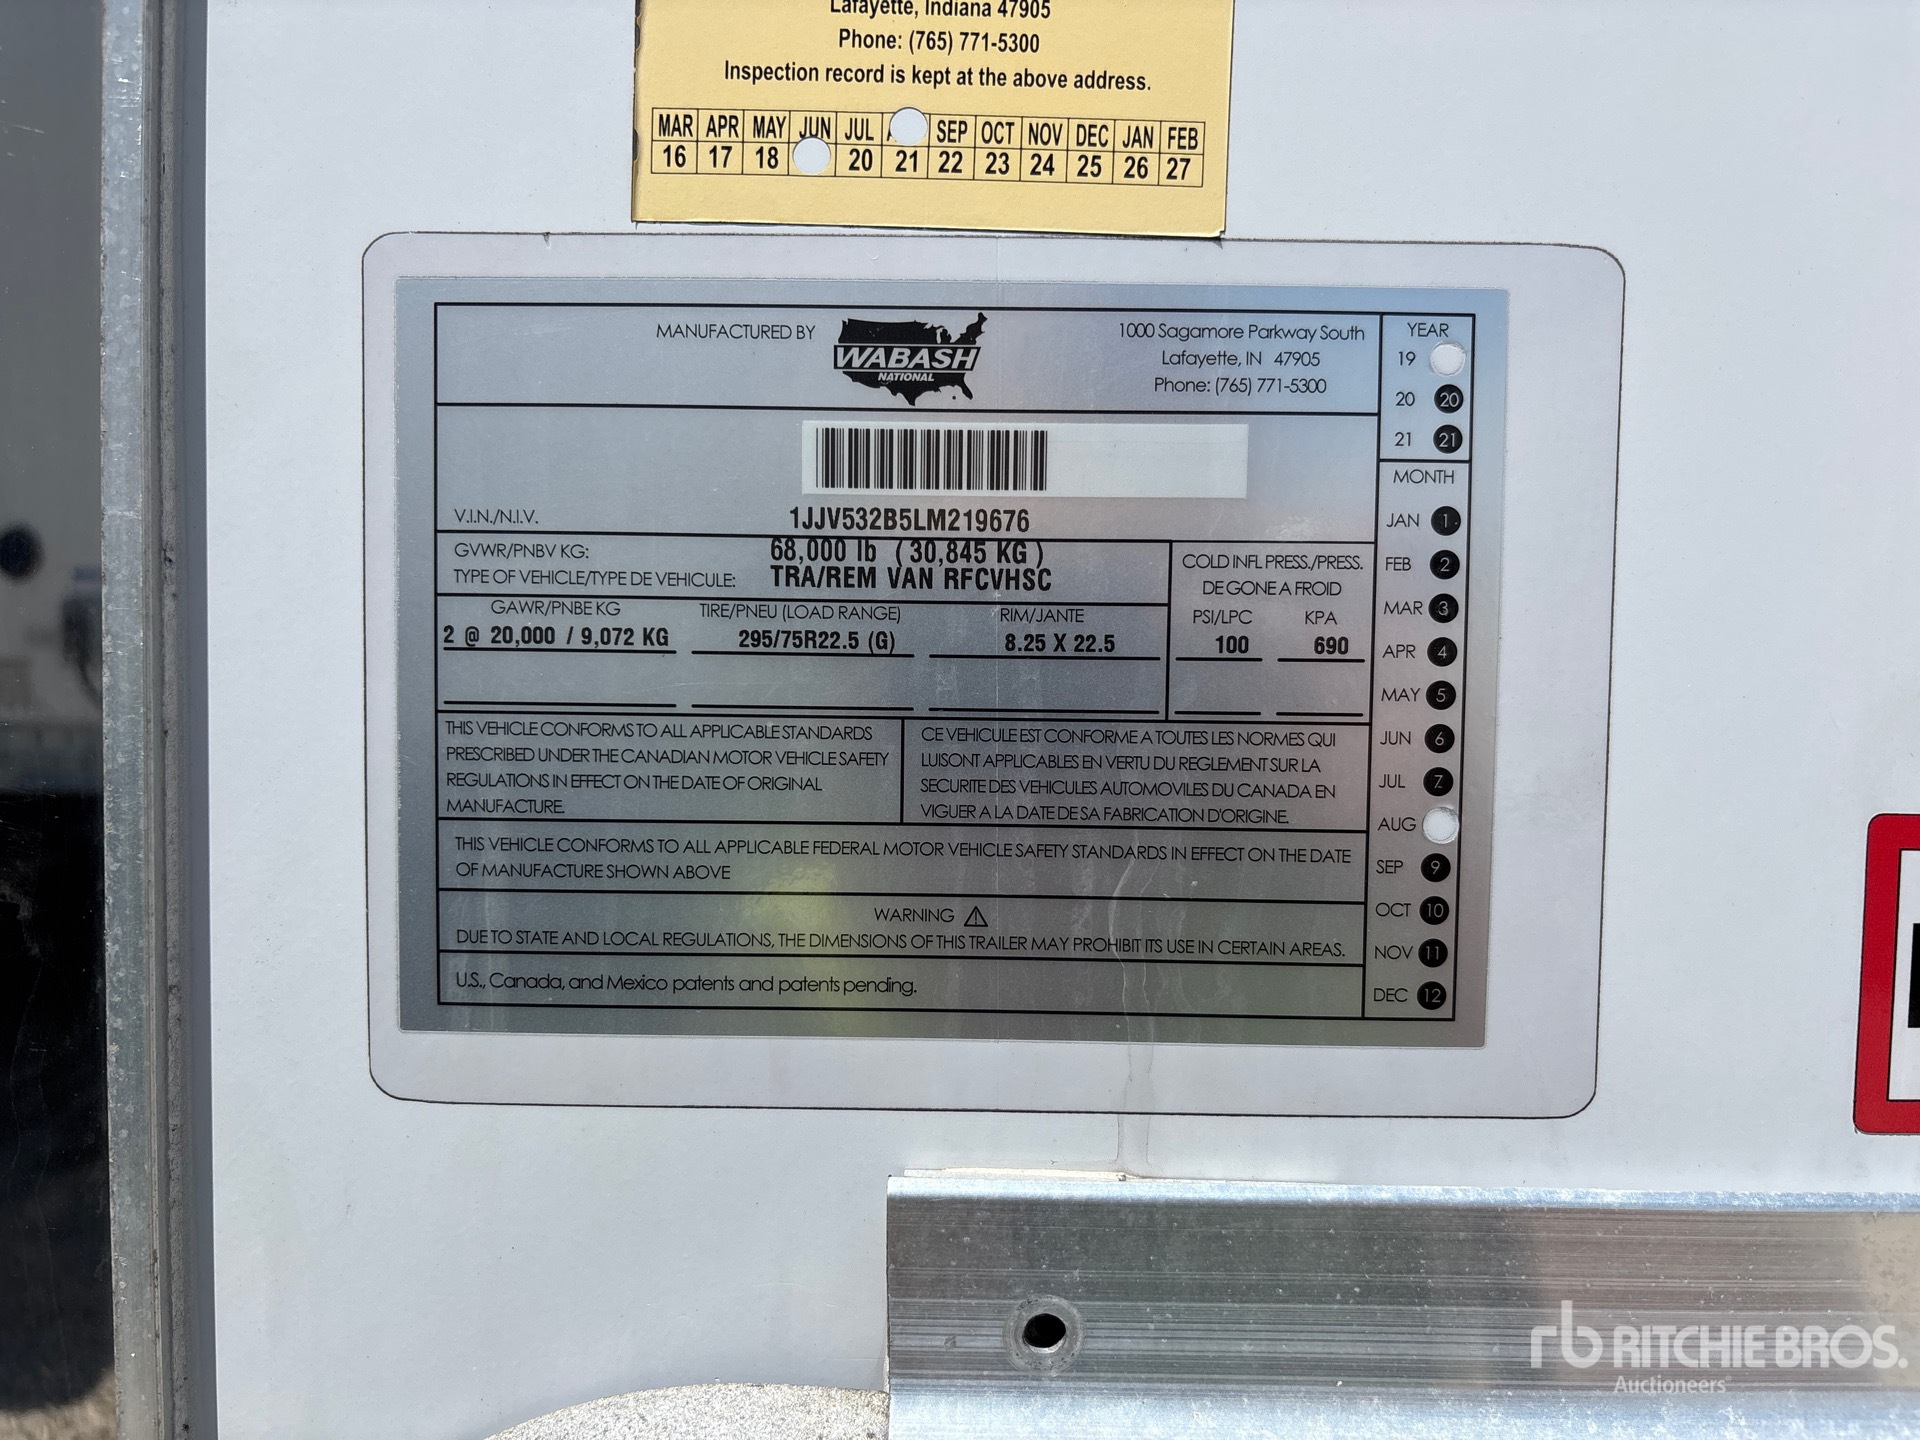 Lafayette, Indiana 47905
Phone: (765) 771-5300
Inspection record is kept at the above address.
MAR APR MAY JUN JUL SEP OCT NOV DEC JAN FEB
16 17 18 20 21 22 23 24 25 26 27
MANUFACTURED BY
WABASH
NATIONAL
1000 Sagamore Parkway South
Lafayette, IN 47905
Phone: (765) 771-5300
YEAR
19
20 20
21 21
MONTH
JAN 1
FEB 2
MAR 3
APR 4
MAY 5
JUN 6
JUL 7
AUG
SEP 9
OCT 10
NOV 11
DEC 12
V.I.N./N.I.V. 1JJV532B5LM219676
GVWR/PNBV KG: 68,000 lb ( 30,845 KG )
TYPE OF VEHICLE/TYPE DE VEHICULE: TRA/REM VAN RFCVHSC
COLD INFL PRESS./PRESS.
DE GONE A FROID
GAWR/PNBE KG TIRE/PNEU (LOAD RANGE) RIM/JANTE PSI/LPC KPA
2 @ 20,000 / 9,072 KG 295/75R22.5 (G) 8.25 X 22.5 100 690
THIS VEHICLE CONFORMS TO ALL APPLICABLE STANDARDS
PRESCRIBED UNDER THE CANADIAN MOTOR VEHICLE SAFETY
REGULATIONS IN EFFECT ON THE DATE OF ORIGINAL
MANUFACTURE.
CE VEHICULE EST CONFORME A TOUTES LES NORMES QUI
LUISONT APPLICABLES EN VERTU DU REGLEMENT SUR LA
SECURITE DES VEHICULES AUTOMOVILES DU CANADA EN
VIGUER A LA DATE DE SA FABRICATION D'ORIGINE.
THIS VEHICLE CONFORMS TO ALL APPLICABLE FEDERAL MOTOR VEHICLE SAFETY STANDARDS IN EFFECT ON THE DATE
OF MANUFACTURE SHOWN ABOVE
WARNING
DUE TO STATE AND LOCAL REGULATIONS, THE DIMENSIONS OF THIS TRAILER MAY PROHIBIT ITS USE IN CERTAIN AREAS.
U.S., Canada, and Mexico patents and patents pending.
rb RITCHIE BROS.
Auctioneers